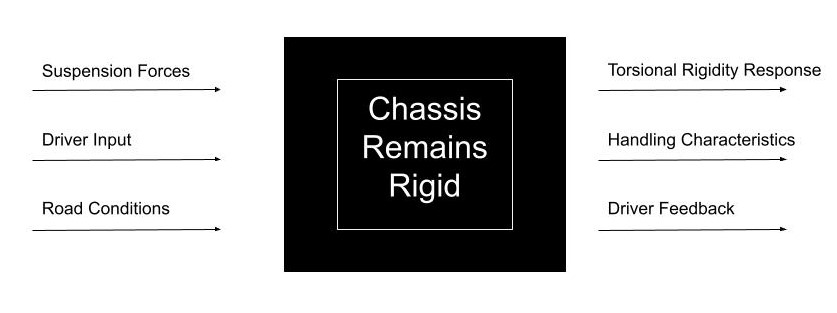 Suspension Forces
Driver Input
Road Conditions
Chassis
Remains
Rigid
Torsional Rigidity Response
Handling Characteristics
Driver Feedback